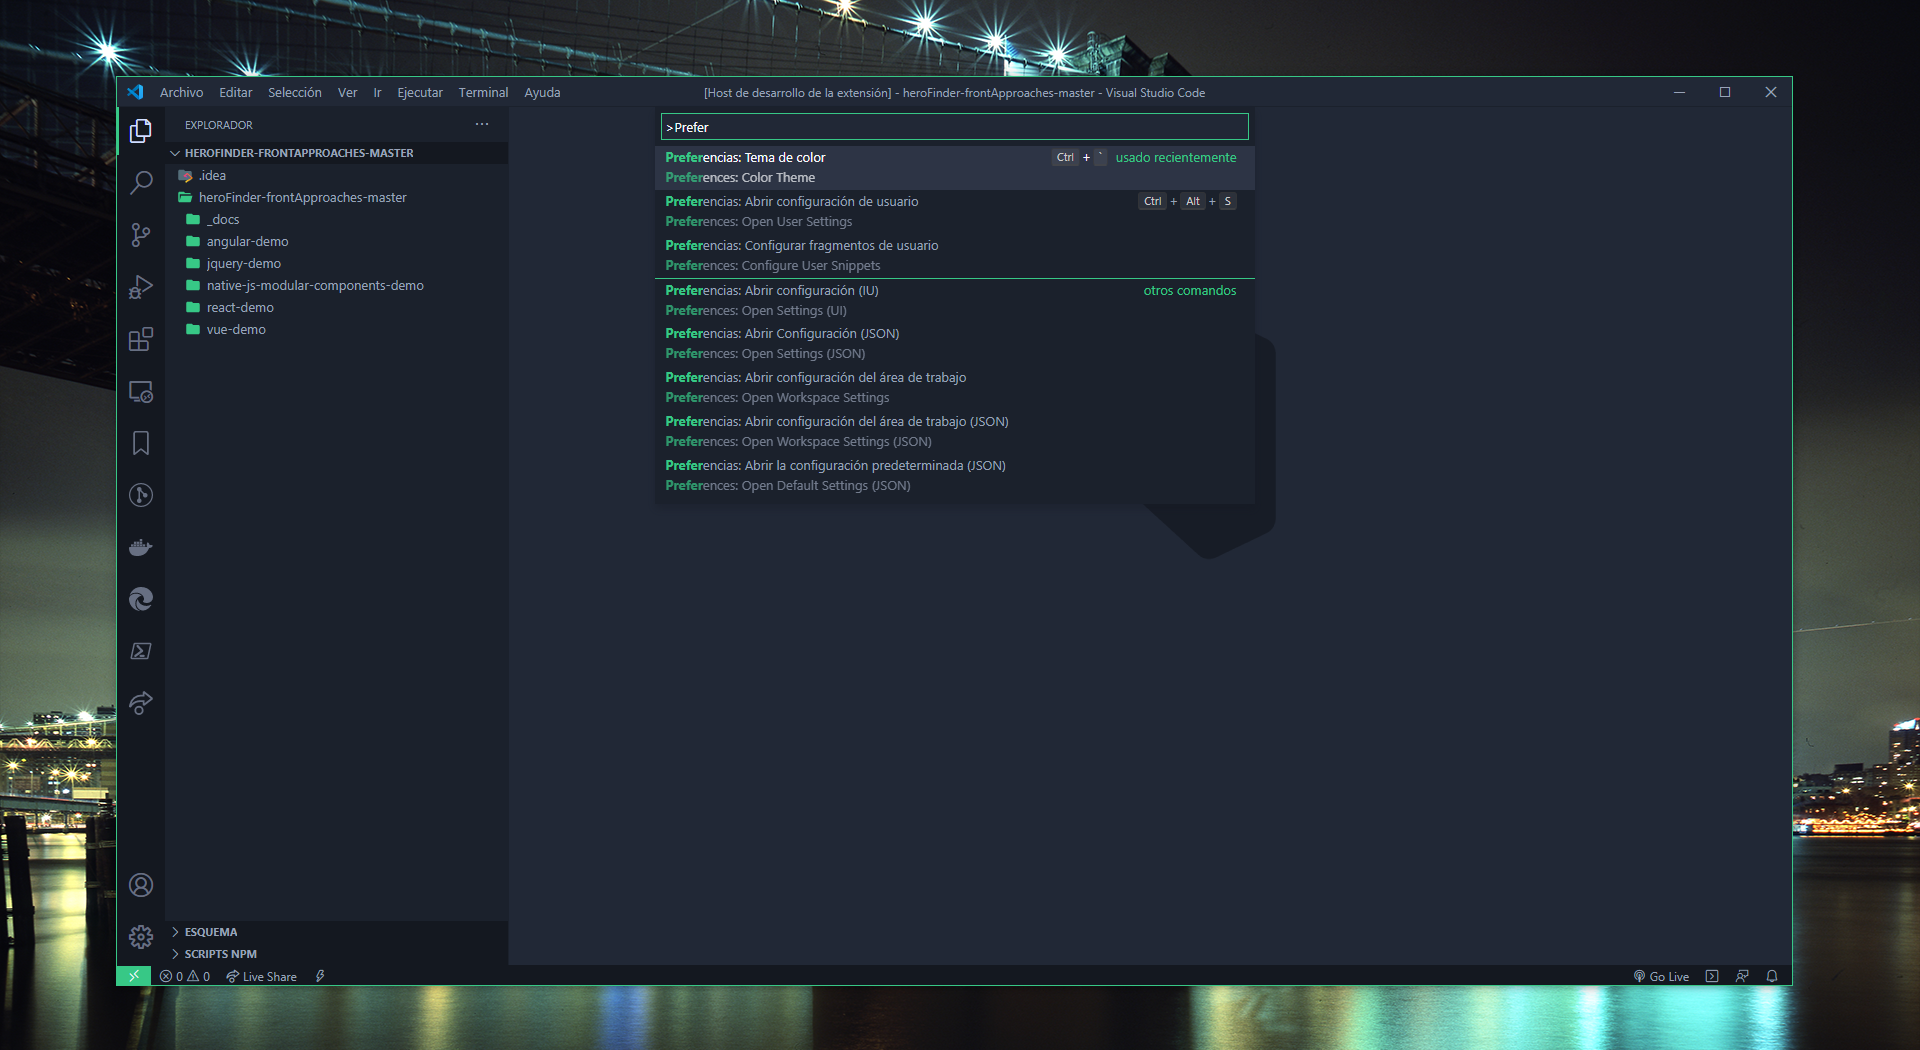 Archivo Editar Selección Ver Ir Ejecutar Terminal Ayuda
[Host de desarrollo de la extensión] - heroFinder-frontApproaches-master - Visual Studio Code
EXPLORADOR
HEROFINDER-FRONTAPPROACHES-MASTER
.idea
heroFinder-frontApproaches-master
_docs
angular-demo
jquery-demo
native-js-modular-components-demo
react-demo
vue-demo
ESQUEMA
SCRIPTS NPM
>Prefer
Preferencias: Tema de color Ctrl + ` usado recientemente
Preferences: Color Theme
Preferencias: Abrir configuración de usuario Ctrl + Alt + S
Preferences: Open User Settings
Preferencias: Configurar fragmentos de usuario
Preferences: Configure User Snippets
Preferencias: Abrir configuración (IU) otros comandos
Preferences: Open Settings (UI)
Preferencias: Abrir Configuración (JSON)
Preferences: Open Settings (JSON)
Preferencias: Abrir configuración del área de trabajo
Preferences: Open Workspace Settings
Preferencias: Abrir configuración del área de trabajo (JSON)
Preferences: Open Workspace Settings (JSON)
Preferencias: Abrir la configuración predeterminada (JSON)
Preferences: Open Default Settings (JSON)
0 0 Live Share Go Live